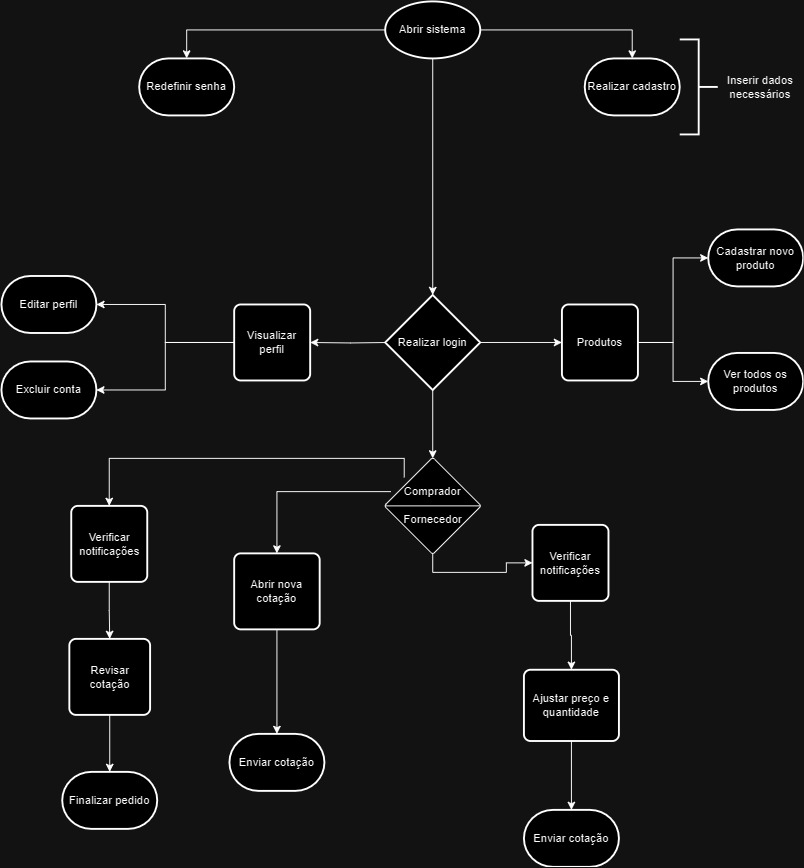 Abrir sistema
Redefinir senha
Realizar cadastro
Inserir dados
necessários
Cadastrar novo
produto
Editar perfil
Visualizar
perfil
Realizar login
Produtos
Excluir conta
Ver todos os
produtos
Comprador
Fornecedor
Verificar
notificações
Abrir nova
cotação
Verificar
notificações
Revisar
cotação
Ajustar preço e
quantidade
Enviar cotação
Finalizar pedido
Enviar cotação